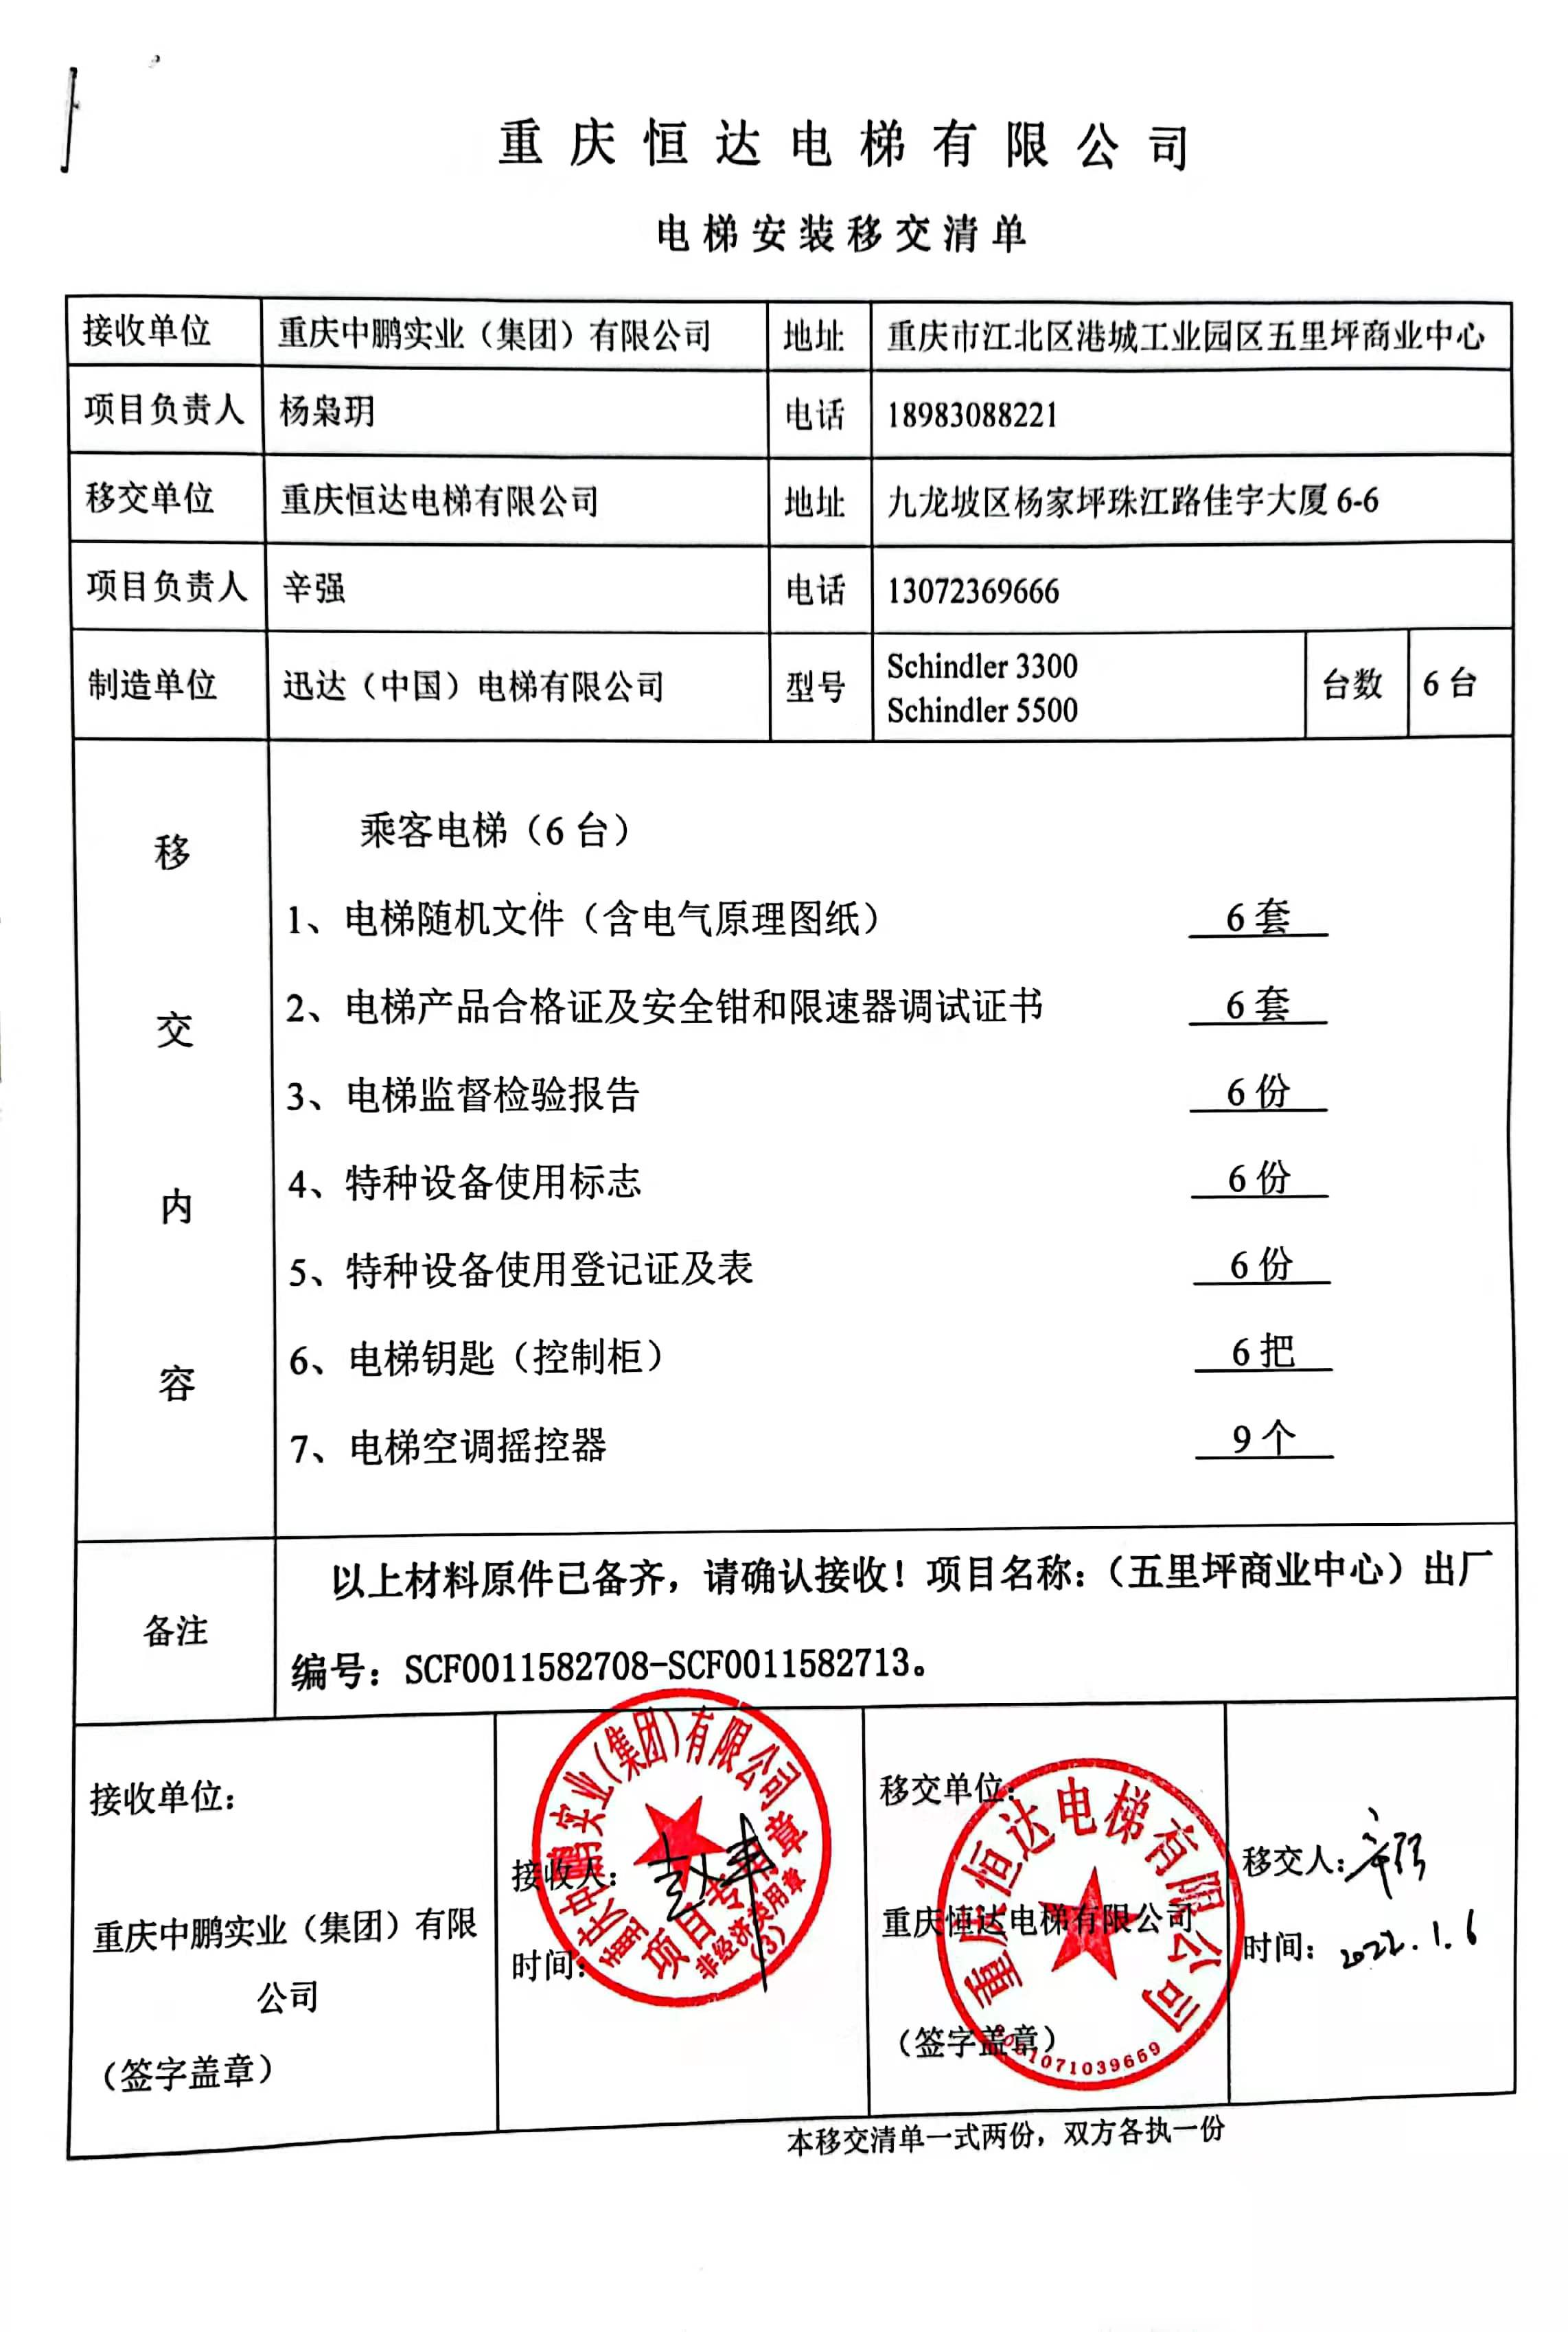 重庆恒达电梯有限公司
电梯安装移交清单
接收单位 重庆中鹏实业（集团）有限公司 地址 重庆市江北区港城工业园区五里坪商业中心
项目负责人 杨枭玥 电话 18983088221
移交单位 重庆恒达电梯有限公司 地址 九龙坡区杨家坪珠江路佳宇大厦 6-6
项目负责人 辛强 电话 13072369666
制造单位 迅达（中国）电梯有限公司 型号 Schindler 3300 台数 6 台
Schindler 5500
移交内容
乘客电梯（6 台）
1、电梯随机文件（含电气原理图纸） 6 套
2、电梯产品合格证及安全钳和限速器调试证书 6 套
3、电梯监督检验报告 6 份
4、特种设备使用标志 6 份
5、特种设备使用登记证及表 6 份
6、电梯钥匙（控制柜） 6 把
7、电梯空调摇控器 9 个
备注
以上材料原件已备齐，请确认接收！项目名称：（五里坪商业中心）出厂
编号：SCF0011582708-SCF0011582713。
接收单位：
重庆中鹏实业（集团）有限
公司
（签字盖章）
接收人：
时间：
重庆中鹏实业（集团）有限公司
项目专用章
非经济类用章
（3）
移交单位：
重庆恒达电梯有限公司
（签字盖章）
重庆恒达电梯有限公司
移交人：辛强
时间：2022.1.6
本移交清单一式两份，双方各执一份